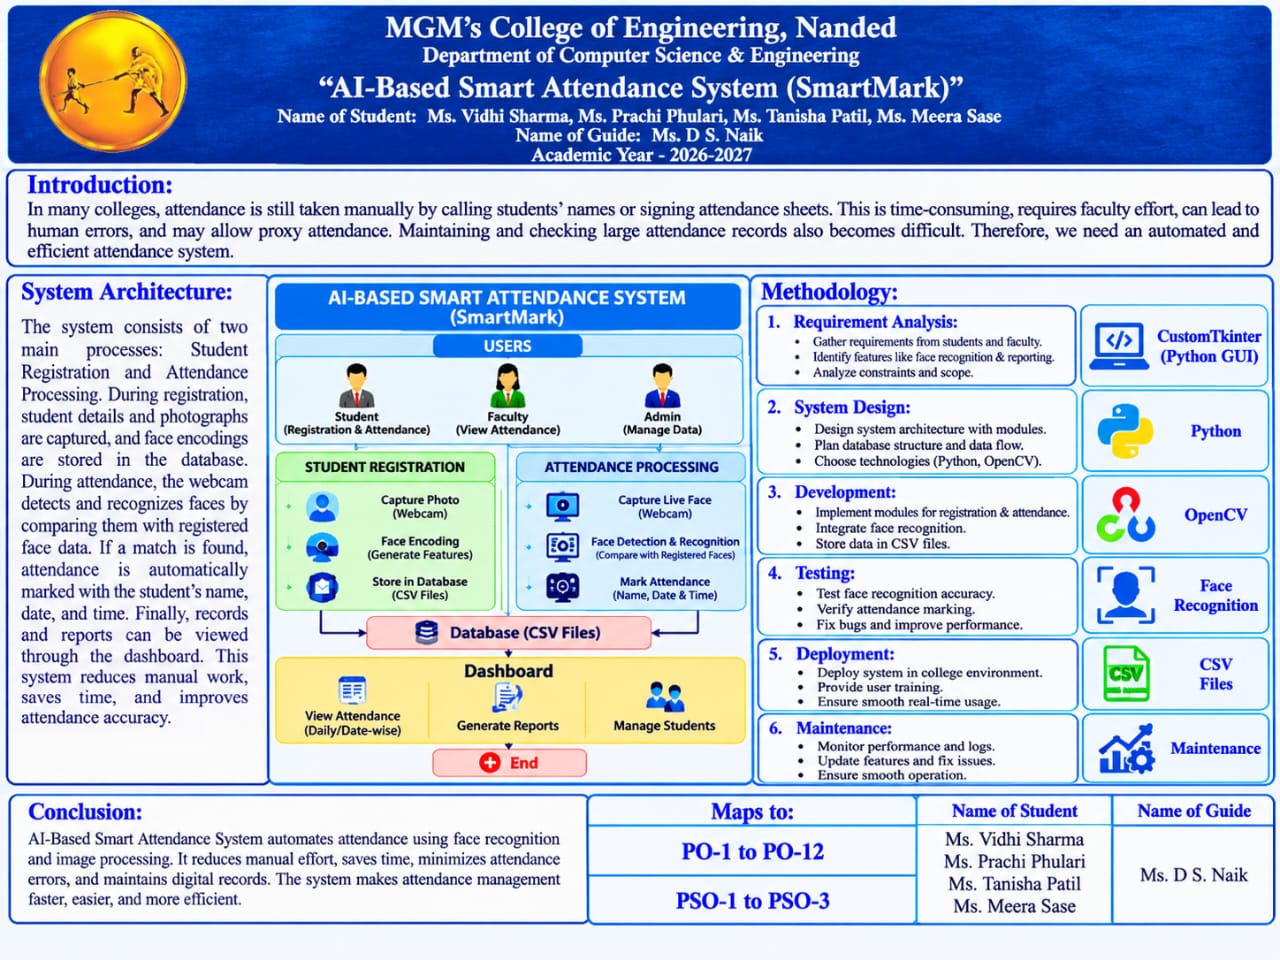 MGM's College of Engineering, Nanded
Department of Computer Science & Engineering
“AI-Based Smart Attendance System (SmartMark)”
Name of Student: Ms. Vidhi Sharma, Ms. Prachi Phulari, Ms. Tanisha Patil, Ms. Meera Sase
Name of Guide: Ms. D S. Naik
Academic Year - 2026-2027
Introduction:
In many colleges, attendance is still taken manually by calling students' names or signing attendance sheets. This is time-consuming, requires faculty effort, can lead to
human errors, and may allow proxy attendance. Maintaining and checking large attendance records also becomes difficult. Therefore, we need an automated and
efficient attendance system.
System Architecture:
The system consists of two
main processes: Student
Registration and Attendance
Processing. During registration,
student details and photographs
are captured, and face encodings
are stored in the database.
During attendance, the webcam
detects and recognizes faces by
comparing them with registered
face data. If a match is found,
attendance is automatically
marked with the student's name,
date, and time. Finally, records
and reports can be viewed
through the dashboard. This
system reduces manual work,
saves time, and improves
attendance accuracy.
AI-BASED SMART ATTENDANCE SYSTEM
(SmartMark)
USERS
Student
(Registration & Attendance)
Faculty
(View Attendance)
Admin
(Manage Data)
STUDENT REGISTRATION
Capture Photo
(Webcam)
Face Encoding
(Generate Features)
Store in Database
(CSV Files)
ATTENDANCE PROCESSING
Capture Live Face
(Webcam)
Face Detection & Recognition
(Compare with Registered Faces)
Mark Attendance
(Name, Date & Time)
Database (CSV Files)
Dashboard
View Attendance
(Daily/Date-wise)
Generate Reports
Manage Students
End
Methodology:
1. Requirement Analysis:
• Gather requirements from students and faculty.
• Identify features like face recognition & reporting.
• Analyze constraints and scope.
CustomTkinter
(Python GUI)
2. System Design:
• Design system architecture with modules.
• Plan database structure and data flow.
• Choose technologies (Python, OpenCV).
Python
3. Development:
• Implement modules for registration & attendance.
• Integrate face recognition.
• Store data in CSV files.
OpenCV
4. Testing:
• Test face recognition accuracy.
• Verify attendance marking.
• Fix bugs and improve performance.
Face
Recognition
5. Deployment:
• Deploy system in college environment.
• Provide user training.
• Ensure smooth real-time usage.
CSV
CSV
Files
6. Maintenance:
• Monitor performance and logs.
• Update features and fix issues.
• Ensure smooth operation.
Maintenance
Conclusion:
AI-Based Smart Attendance System automates attendance using face recognition
and image processing. It reduces manual effort, saves time, minimizes attendance
errors, and maintains digital records. The system makes attendance management
faster, easier, and more efficient.
Maps to:
PO-1 to PO-12
PSO-1 to PSO-3
Name of Student
Ms. Vidhi Sharma
Ms. Prachi Phulari
Ms. Tanisha Patil
Ms. Meera Sase
Name of Guide
Ms. D S. Naik